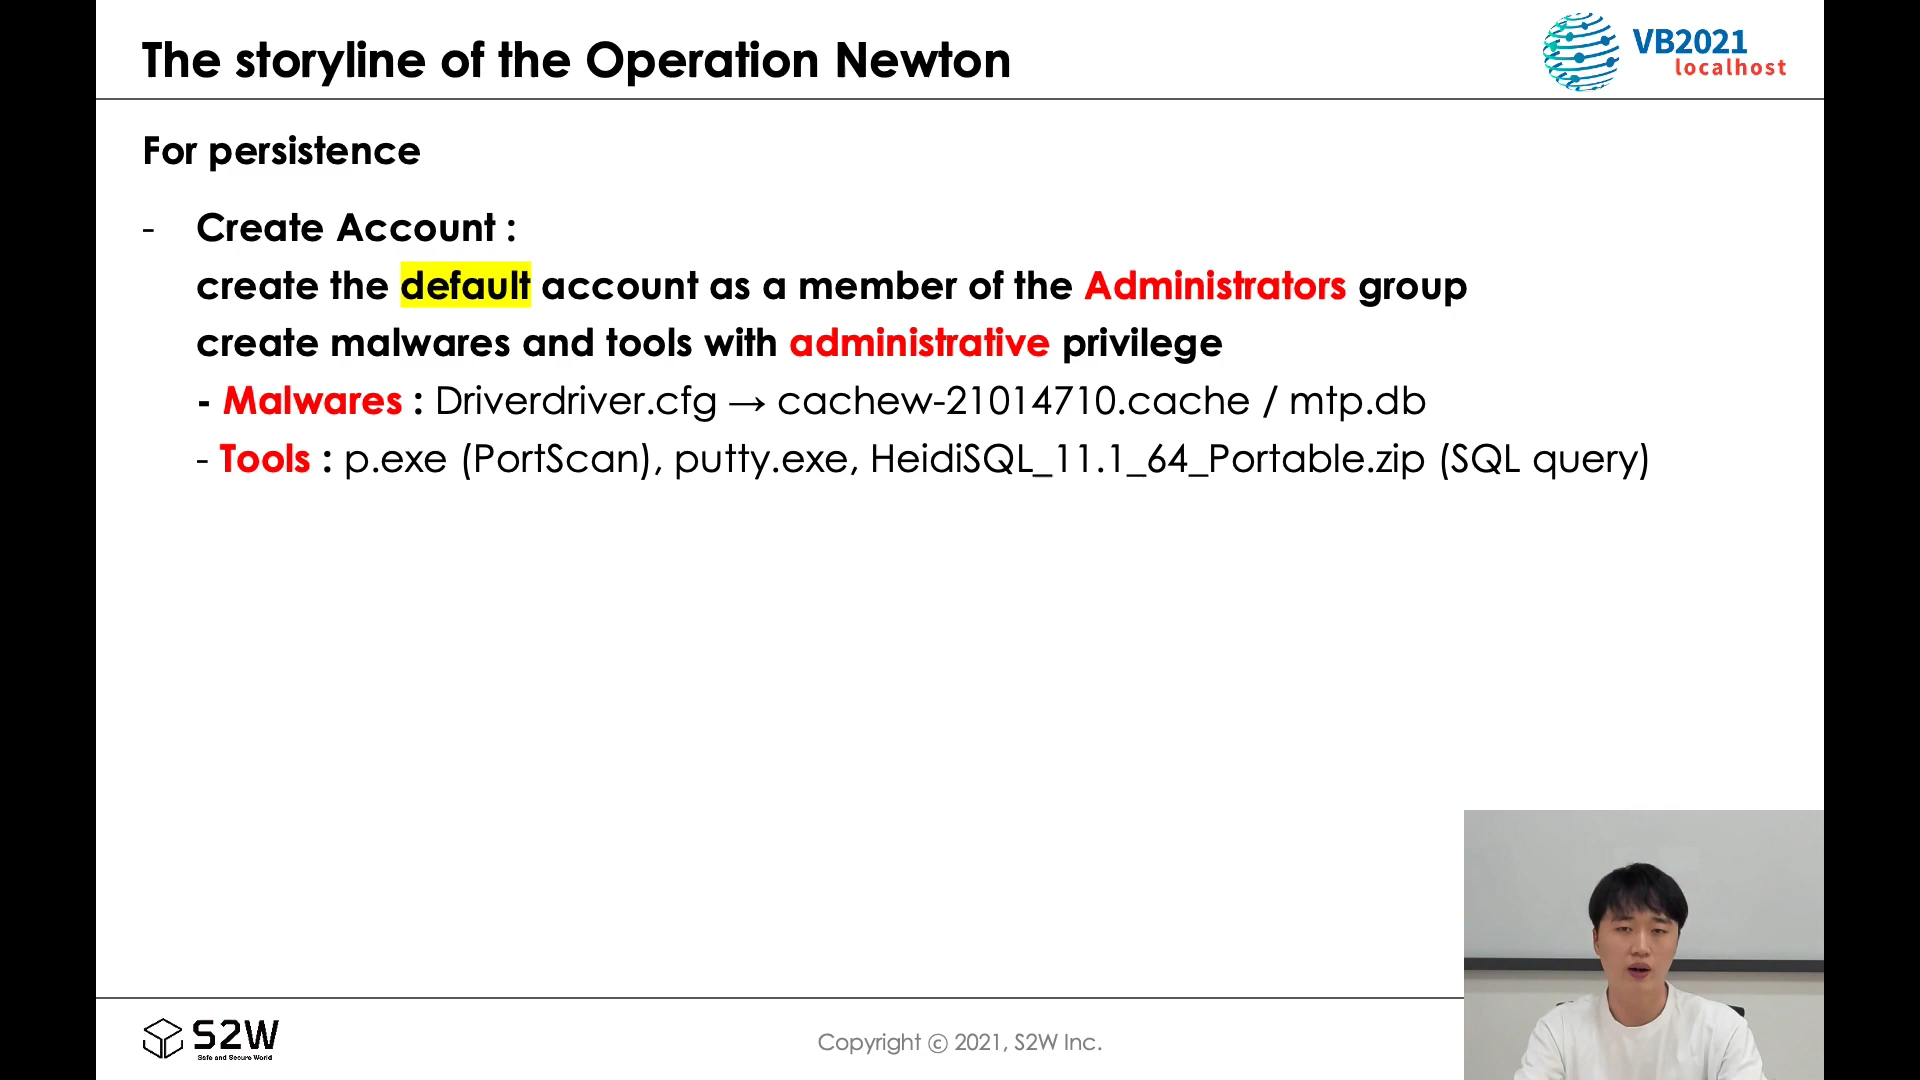 The storyline of the Operation Newton
VB2021
localhost
For persistence
- Create Account :
create the default account as a member of the Administrators group
create malwares and tools with administrative privilege
- Malwares : Driverdriver.cfg → cachew-21014710.cache / mtp.db
- Tools : p.exe (PortScan), putty.exe, HeidiSQL_11.1_64_Portable.zip (SQL query)
S2W
Safe and Secure World
Copyright © 2021, S2W Inc.